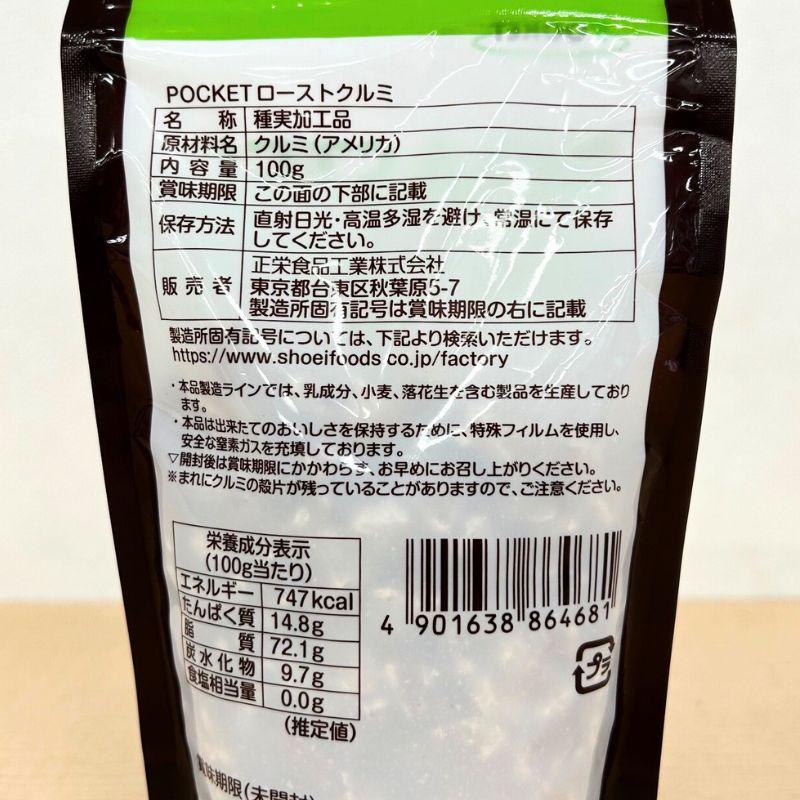 POCKETローストクルミ
名称 種実加工品
原材料名 クルミ(アメリカ)
内容量 100g
賞味期限 この面の下部に記載
保存方法 直射日光・高温多湿を避け、常温にて保存
してください。
正栄食品工業株式会社
販売者 東京都台東区秋葉原5-7
製造所固有記号は賞味期限の右に記載
製造所固有記号については、下記より検索いただけます。
https://www.shoeifoods.co.jp/factory
・本品製造ラインでは、乳成分、小麦、落花生を含む製品を生産しており
ます。
・本品は出来たてのおいしさを保持するために、特殊フィルムを使用し、
安全な窒素ガスを充填しております。
▽開封後は賞味期限にかかわらず、お早めにお召し上がりください。
※まれにクルミの殻片が残っていることがありますので、ご注意ください。
栄養成分表示
(100g当たり)
エネルギー 747kcal
たんぱく質 14.8g
脂質 72.1g
炭水化物 9.7g
食塩相当量 0.0g
(推定値)
4 901638 864681
プラ
賞味期限(未開封)